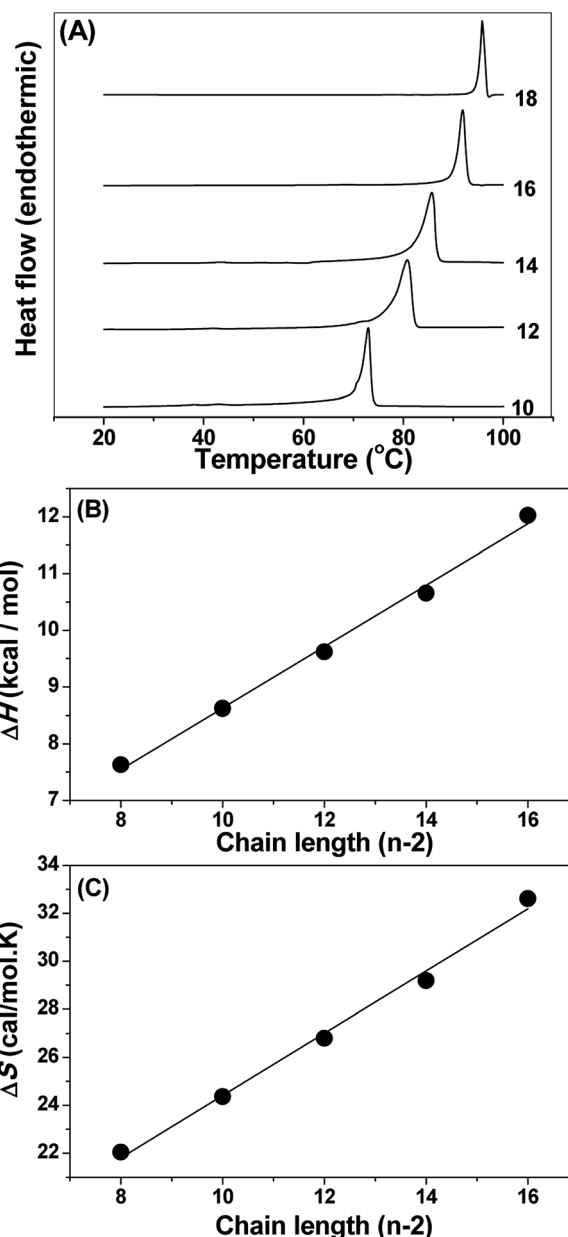 (A)
Heat flow (endothermic)
18
16
14
12
10
20 40 60 80 100
Temperature (°C)
(B)
ΔH (kcal / mol)
12
11
10
9
8
7
8 10 12 14 16
Chain length (n-2)
(C)
ΔS (cal/mol.K)
34
32
30
28
26
24
22
8 10 12 14 16
Chain length (n-2)